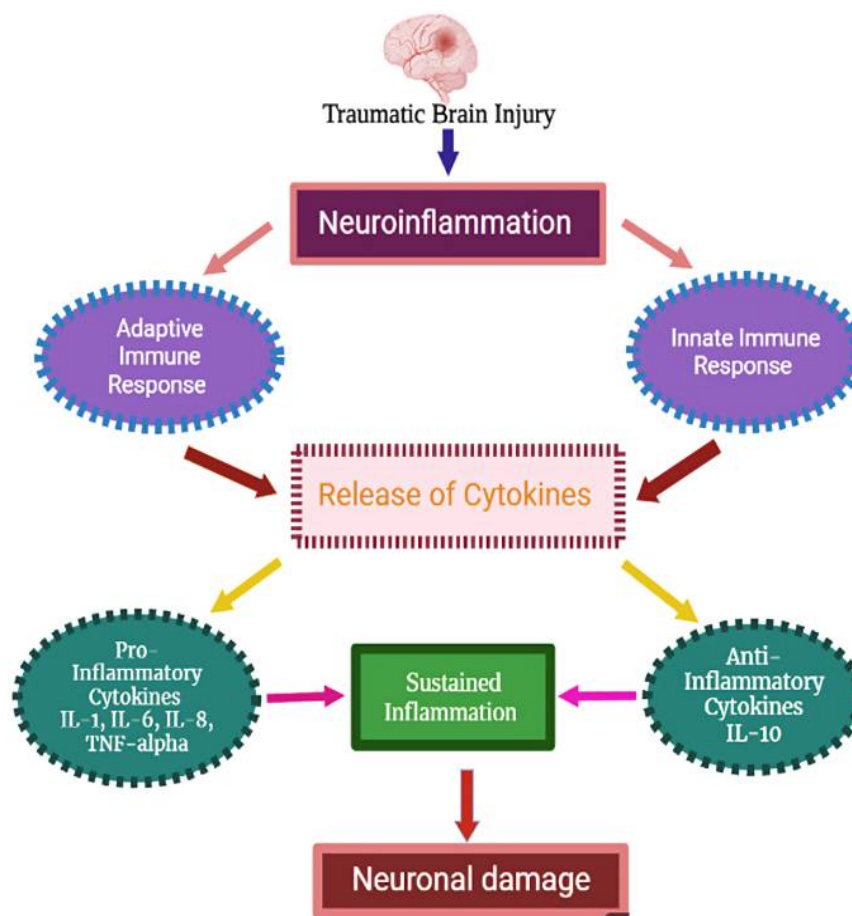 Traumatic Brain Injury
Neuroinflammation
Adaptive
Immune
Response
Innate Immune
Response
Release of Cytokines
Pro-
Inflammatory
Cytokines
IL-1, IL-6, IL-8,
TNF-alpha
Sustained
Inflammation
Anti-
Inflammatory
Cytokines
IL-10
Neuronal damage